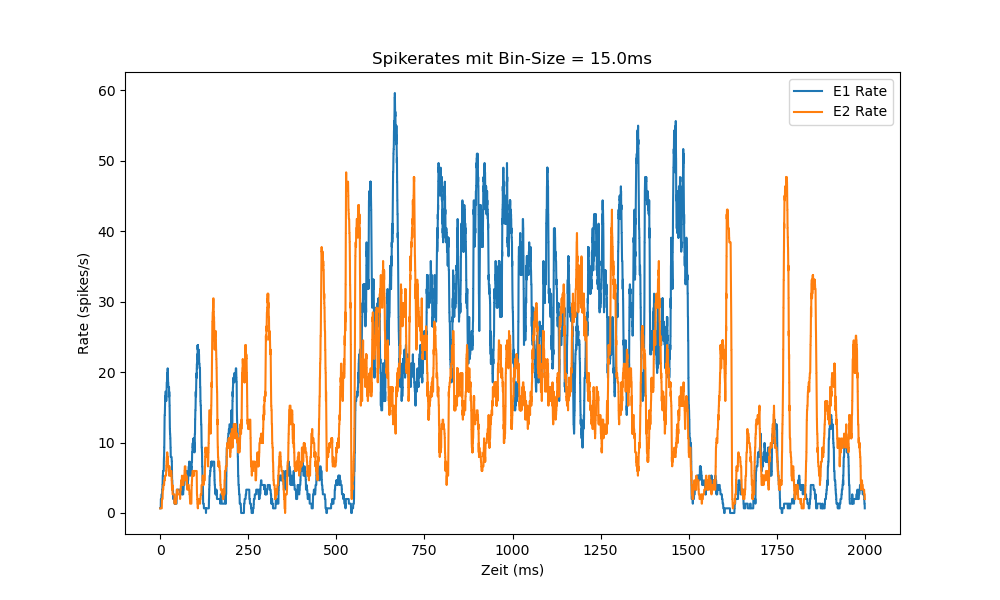 Spikerates mit Bin-Size = 15.0ms
E1 Rate
E2 Rate
Rate (spikes/s)
60
50
40
30
20
10
0
0 250 500 750 1000 1250 1500 1750 2000
Zeit (ms)